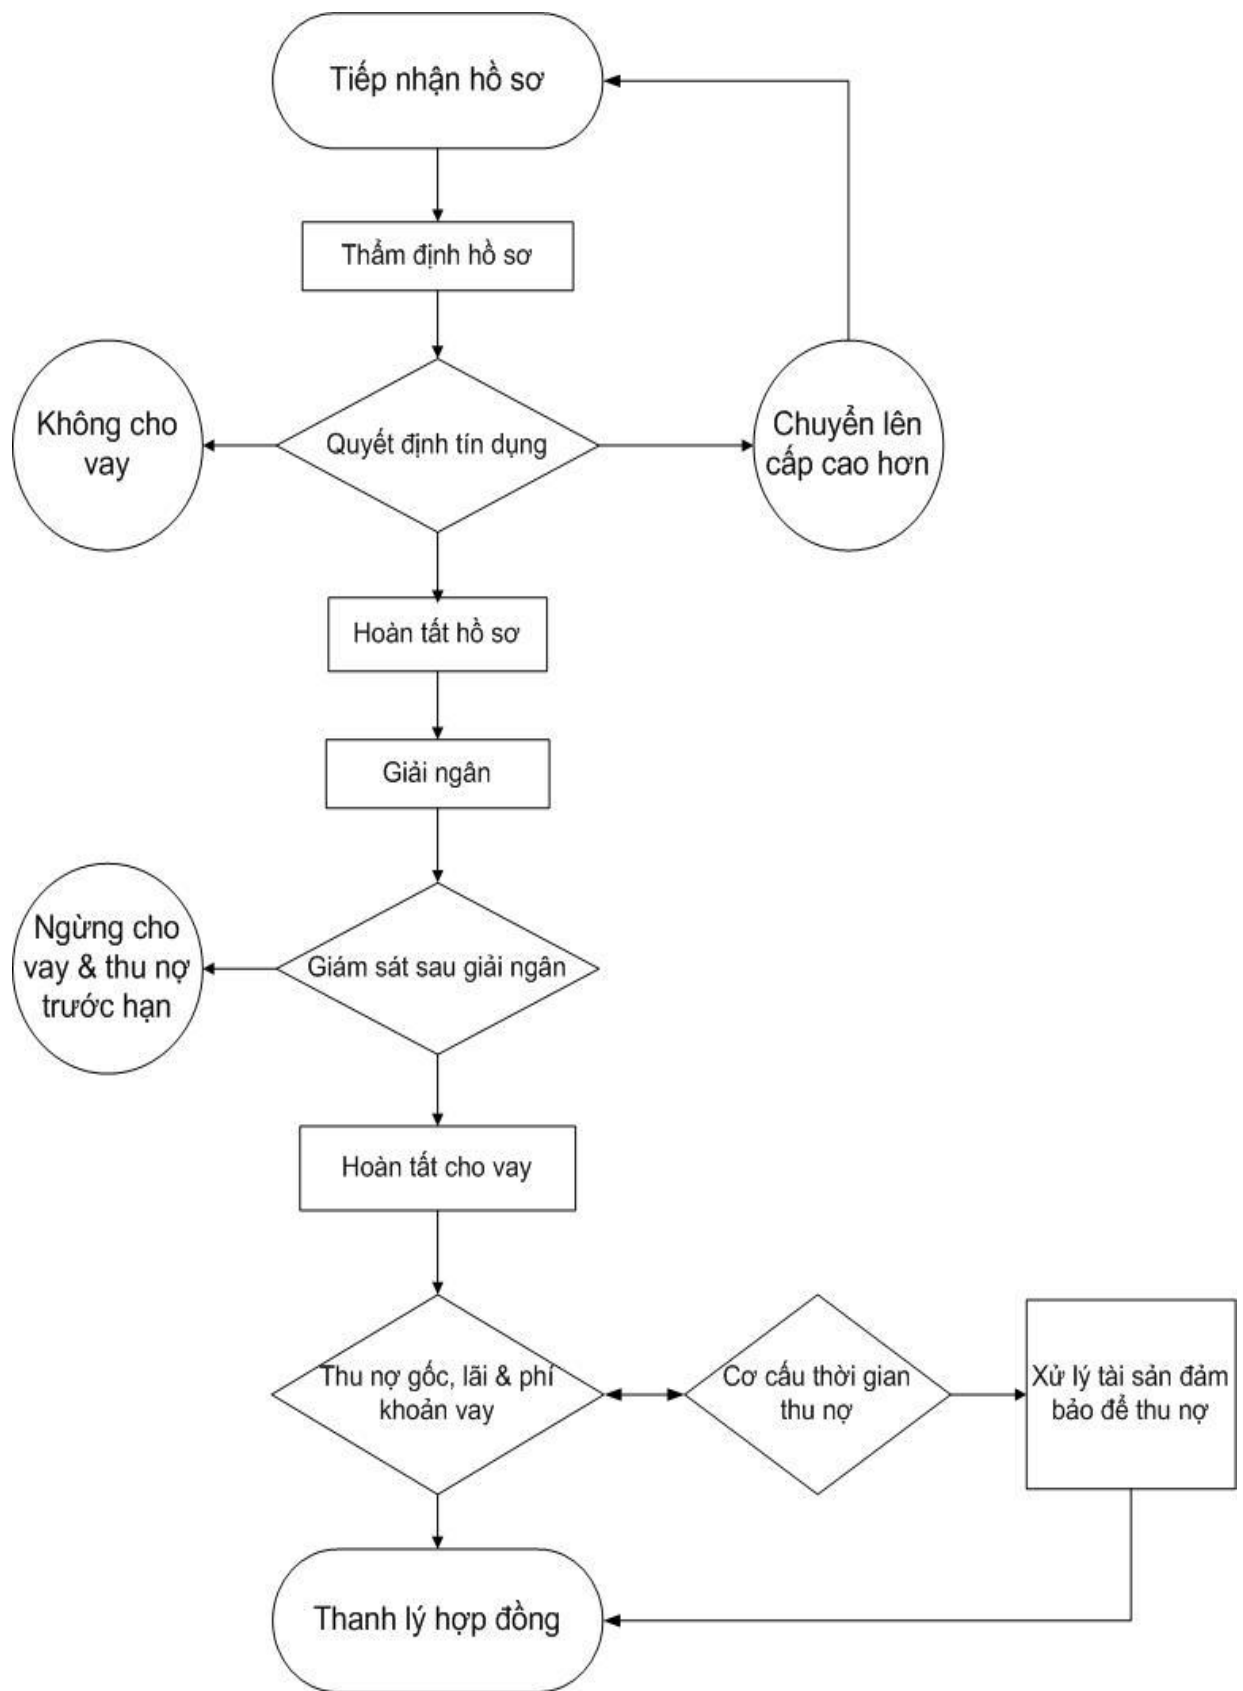 Tiếp nhận hồ sơ
Thẩm định hồ sơ
Không cho
vay
Quyết định tín dụng
Chuyển lên
cấp cao hơn
Hoàn tất hồ sơ
Giải ngân
Ngừng cho
vay & thu nợ
trước hạn
Giám sát sau giải ngân
Hoàn tất cho vay
Thu nợ gốc, lãi & phí
khoản vay
Cơ cấu thời gian
thu nợ
Xử lý tài sản đảm
bảo để thu nợ
Thanh lý hợp đồng